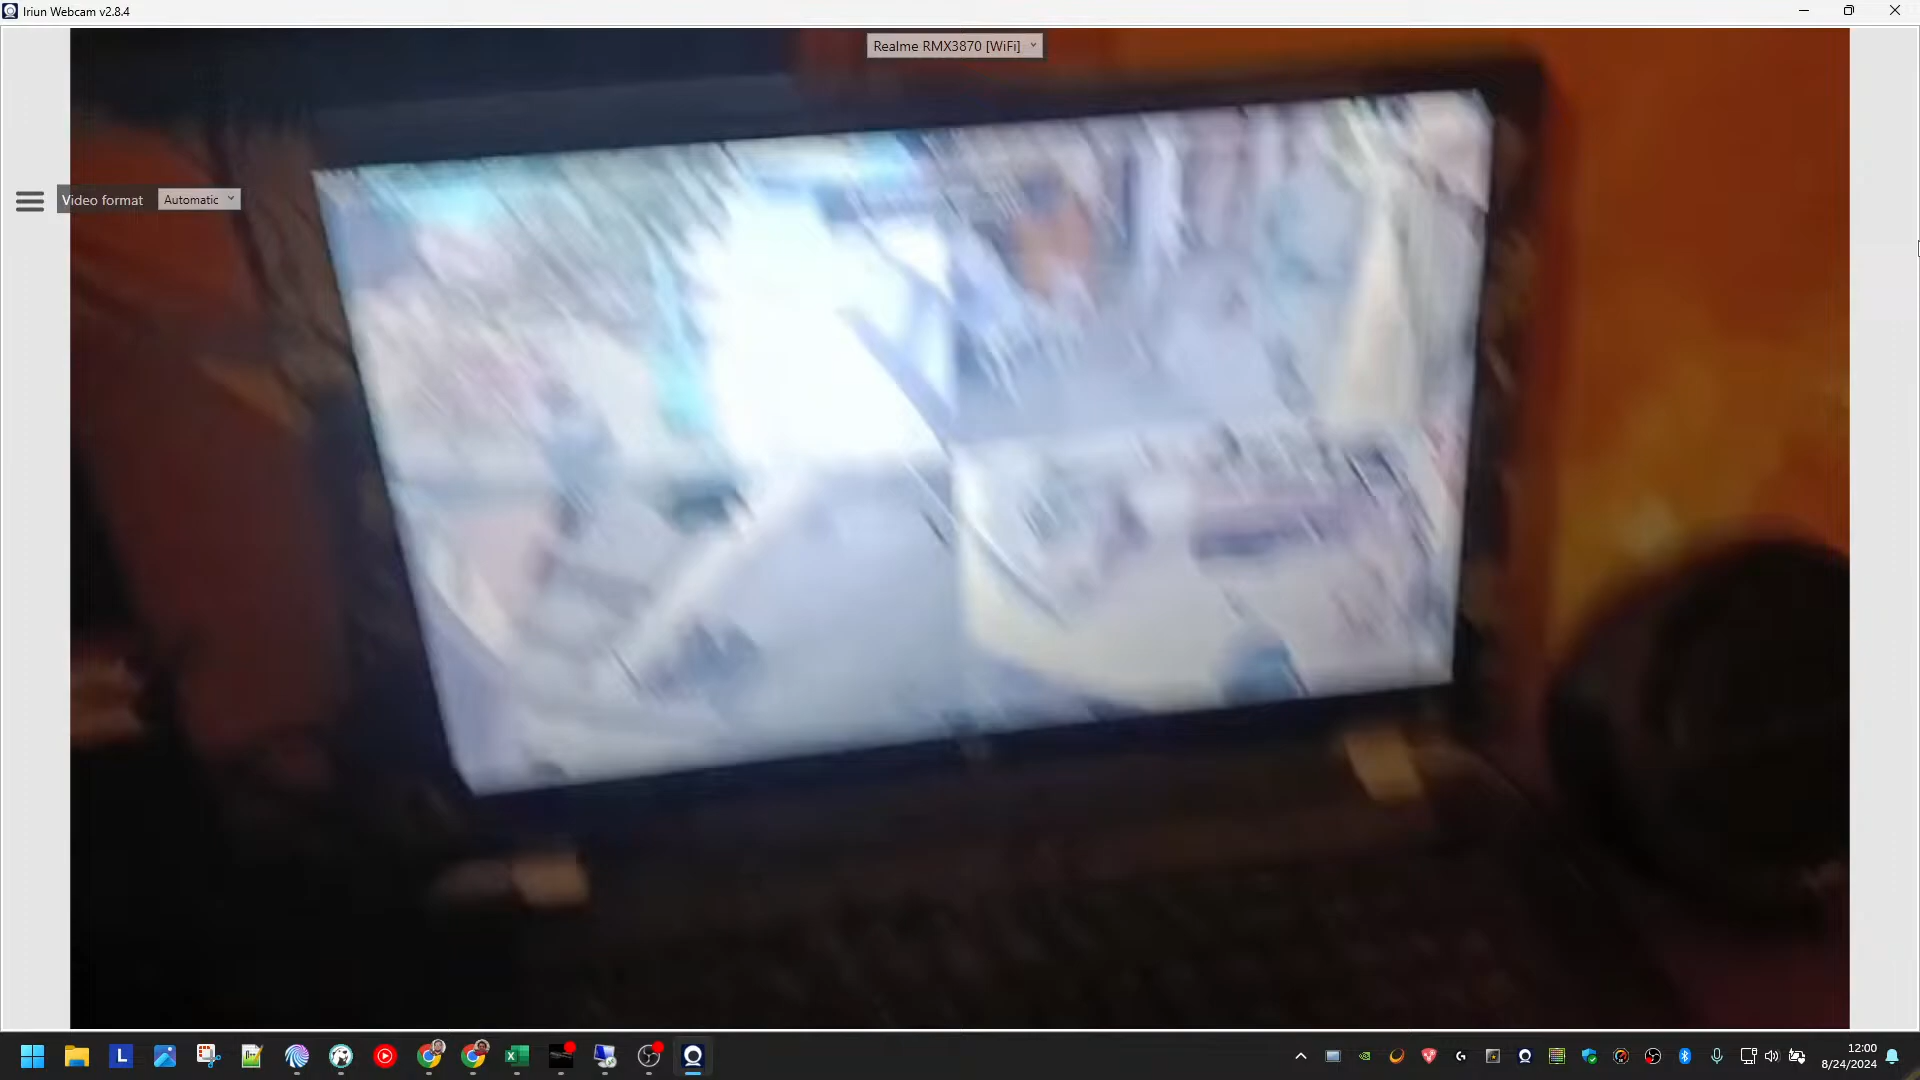 Iriun Webcam v2.8.4
Realme RMX3870 [WiFi]
Video format Automatic
12:00
8/24/2024